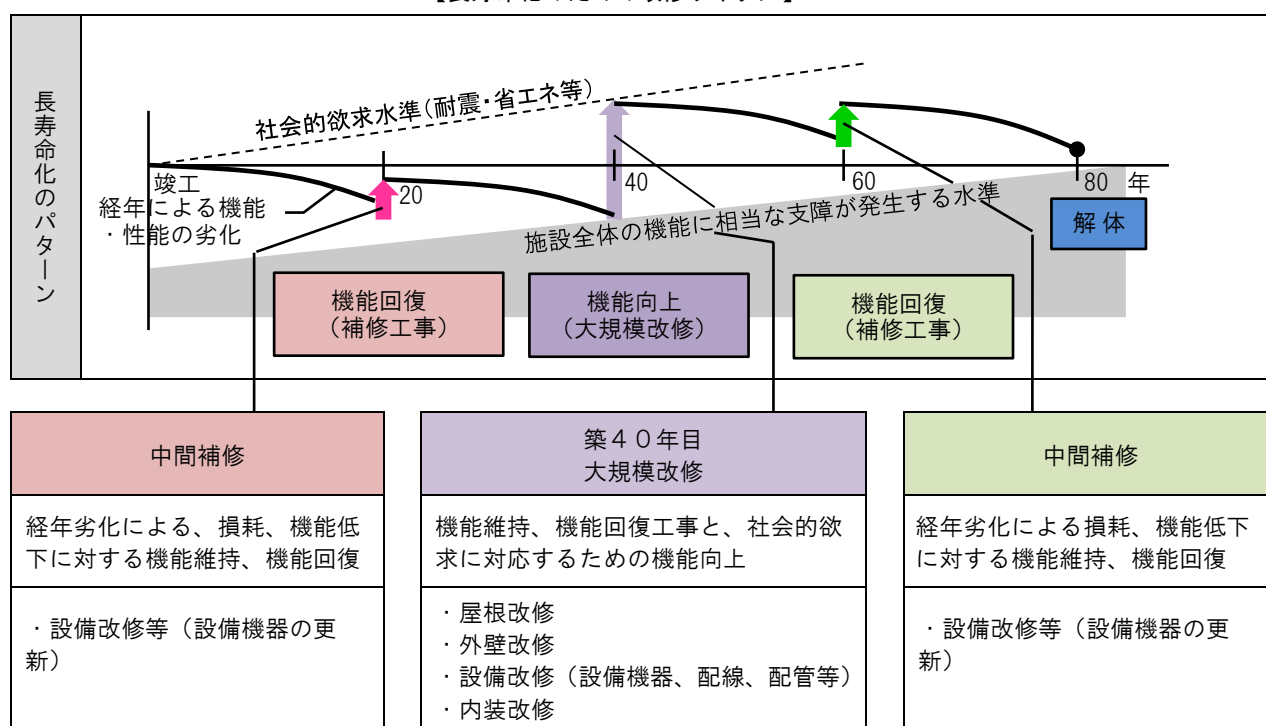 長寿命化のパターン
社会的欲求水準(耐震・省エネ等)
竣工
20
40
60
80
年
経年による機能
・性能の劣化
施設全体の機能に相当な支障が発生する水準
解体
機能回復
（補修工事）
機能向上
（大規模改修）
機能回復
（補修工事）
中間補修
経年劣化による、損耗、機能低
下に対する機能維持、機能回復
・設備改修等（設備機器の更
新）
築４０年目
大規模改修
機能維持、機能回復工事と、社会的欲
求に対応するための機能向上
・屋根改修
・外壁改修
・設備改修（設備機器、配線、配管等）
・内装改修
中間補修
経年劣化による損耗、機能低下
に対する機能維持、機能回復
・設備改修等（設備機器の更
新）